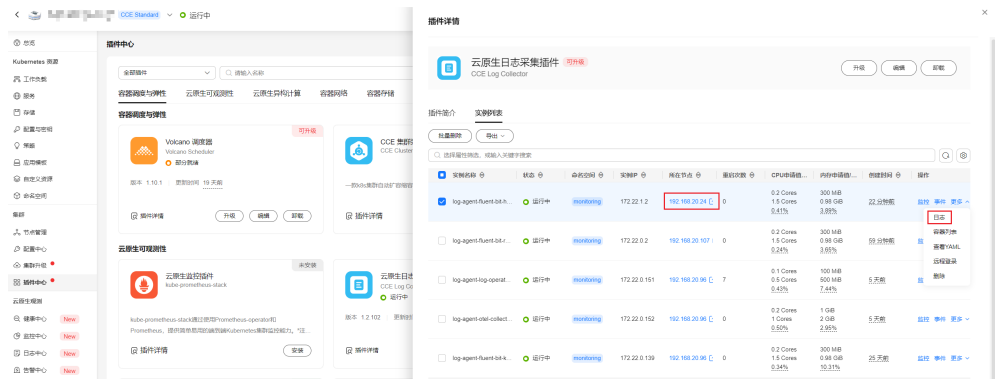 CCE Standard 运行中
总览
Kubernetes 资源
工作负载
服务
存储
配置与密钥
策略
应用模板
自定义资源
命名空间
集群
节点管理
配置中心
集群升级
插件中心
云原生观测
健康中心 New
监控中心 New
日志中心 New
告警中心 New
插件中心
全部插件 请输入名称
容器调度与弹性 云原生可观测性 云原生异构计算 容器网络 容器存储
容器调度与弹性
可升级
Volcano 调度器
Volcano Scheduler
部分就绪
版本 1.10.1 更新时间 19 天前
插件详情 升级 编辑 卸载
CCE 集群
CCE Cluste
一款k8s集群自动扩容缩容
插件详情
云原生可观测性
未安装
云原生监控插件
kube-prometheus-stack
kube-prometheus-stack通过使用Prometheus-operator和
Prometheus，提供简单易用的端到端Kubernetes集群监控能力。*注...
插件详情 安装
云原生日志
CCE Log Co
运行中
版本 1.2.102 更新时
插件详情
插件详情
云原生日志采集插件 可升级
CCE Log Collector
升级 编辑 卸载
插件简介 实例列表
批量删除 导出
选择属性筛选，或输入关键字搜索
实例名称 状态 命名空间 实例IP 所在节点 重启次数 CPU申请值... 内存申请值/... 创建时间 操作
log-agent-fluent-bit-h... 运行中 monitoring 172.22.1.2 192.168.20.24 0 0.2 Cores 1.5 Cores 0.41% 300 MiB 0.98 GiB 3.89% 22 分钟前 监控 事件 更多
日志
容器列表
查看YAML
远程登录
删除
log-agent-fluent-bit-r... 运行中 monitoring 172.22.0.2 192.168.20.107 0 0.2 Cores 1.5 Cores 0.24% 300 MiB 0.98 GiB 3.65% 59 分钟前
log-agent-log-operat... 运行中 monitoring 172.22.0.151 192.168.20.96 7 0.1 Cores 0.5 Cores 0.43% 100 MiB 500 MiB 7.44% 5 天前
log-agent-otel-collect... 运行中 monitoring 172.22.0.152 192.168.20.96 0 0.2 Cores 1 Cores 0.50% 1 GiB 2 GiB 2.95% 5 天前 监控 事件 更多
log-agent-fluent-bit-k... 运行中 monitoring 172.22.0.139 192.168.20.96 0 0.2 Cores 1.5 Cores 0.34% 300 MiB 0.98 GiB 10.31% 25 天前 监控 事件 更多